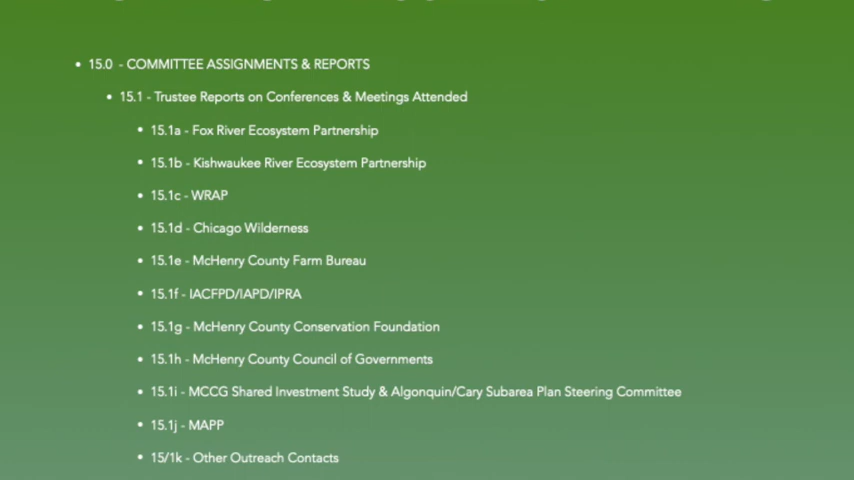 • 15.0 - COMMITTEE ASSIGNMENTS & REPORTS
• 15.1 - Trustee Reports on Conferences & Meetings Attended
• 15.1a - Fox River Ecosystem Partnership
• 15.1b - Kishwaukee River Ecosystem Partnership
• 15.1c - WRAP
• 15.1d - Chicago Wilderness
• 15.1e - McHenry County Farm Bureau
• 15.1f - IACFPD/IAPD/IPRA
• 15.1g - McHenry County Conservation Foundation
• 15.1h - McHenry County Council of Governments
• 15.1i - MCCG Shared Investment Study & Algonquin/Cary Subarea Plan Steering Committee
• 15.1j - MAPP
• 15/1k - Other Outreach Contacts